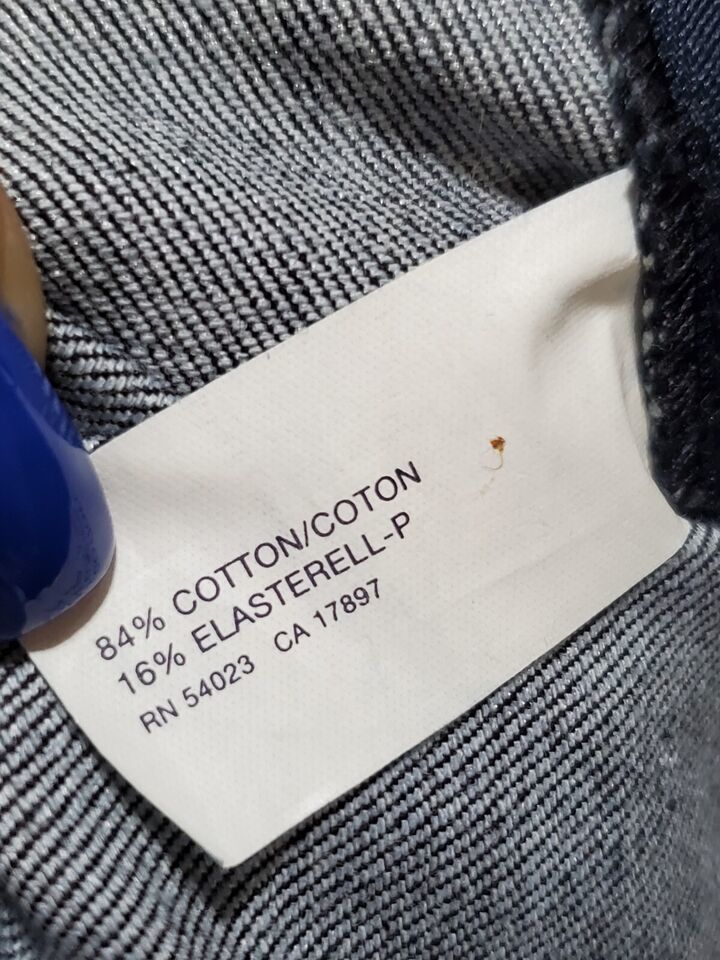 84% COTTON/COTON
16% ELASTERELL-P
RN 54023 CA 17897